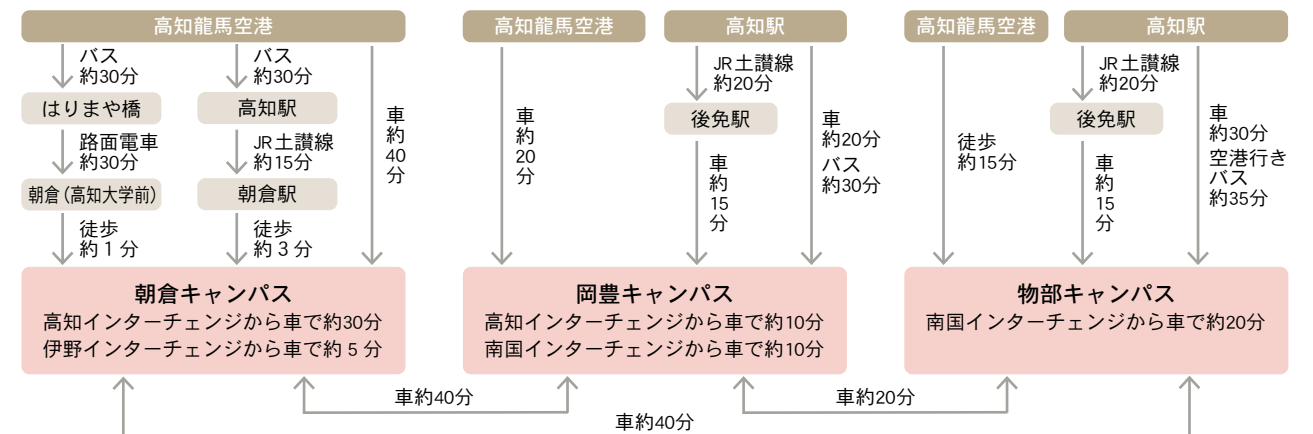 高知龍馬空港
バス
約30分
はりまや橋
路面電車
約30分
朝倉(高知大学前)
徒歩
約1分
バス
約30分
高知駅
JR土讃線
約15分
朝倉駅
徒歩
約3分
車約40分
朝倉キャンパス
高知インターチェンジから車で約30分
伊野インターチェンジから車で約5分
高知龍馬空港
車約20分
高知駅
JR土讃線
約20分
後免駅
車約15分
車
約20分
バス
約30分
岡豊キャンパス
高知インターチェンジから車で約10分
南国インターチェンジから車で約10分
高知龍馬空港
徒歩
約15分
高知駅
JR土讃線
約20分
後免駅
車約15分
車
約30分
空港行き
バス
約35分
物部キャンパス
南国インターチェンジから車で約20分
車約40分
車約20分
車約40分